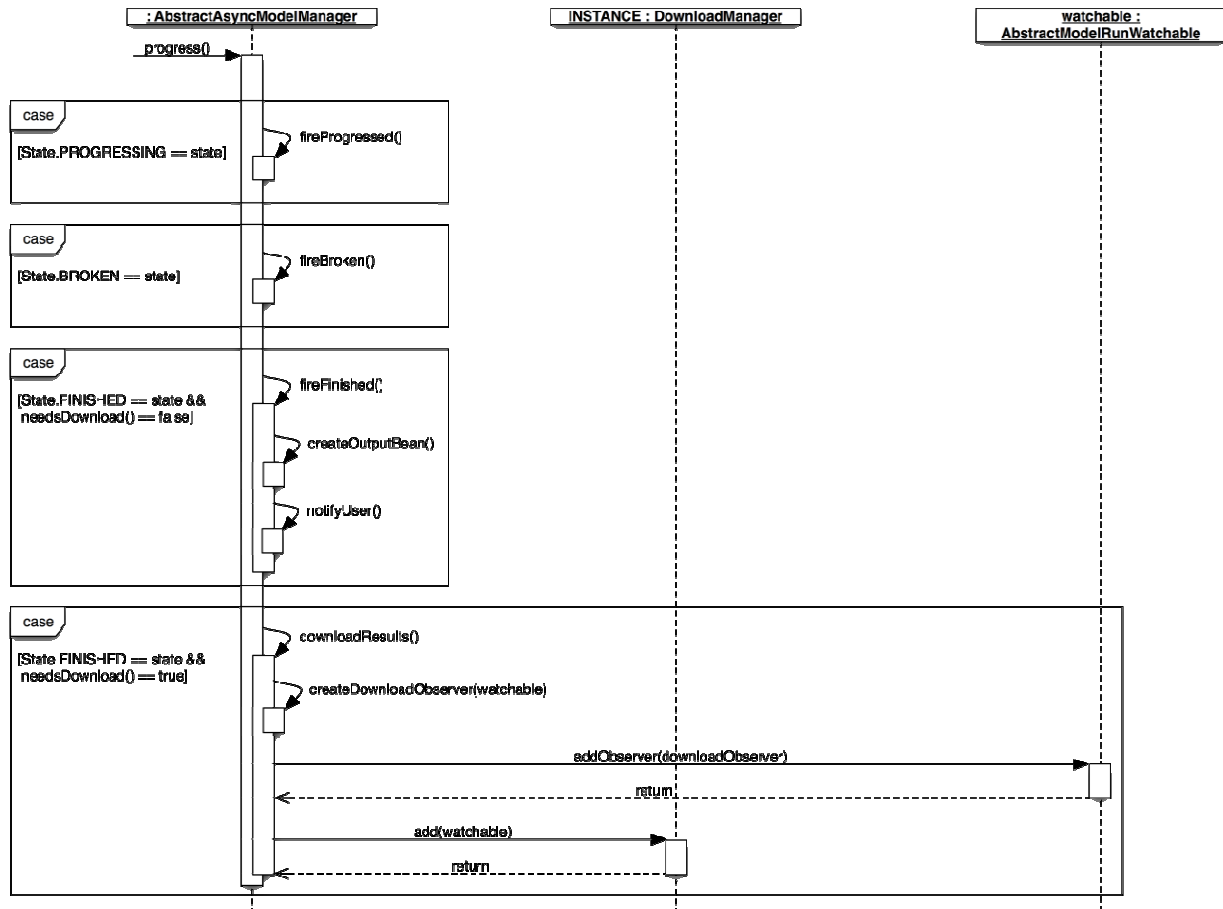 : AbstractAsyncModelManager
INSTANCE : DownloadManager
watchable :
AbstractModelRunWatchable
progress()
case
[State.PROGRESSING == state]
fireProgressed()
case
[State.BROKEN == state]
fireBroken()
case
[State.FINISHED == state &&
needsDownload() == false]
fireFinished()
createOutputBean()
notifyUser()
case
[State.FINISHED == state &&
needsDownload() == true]
downloadResults()
createDownloadObserver(watchable)
addObserver(downloadObserver)
return
add(watchable)
return